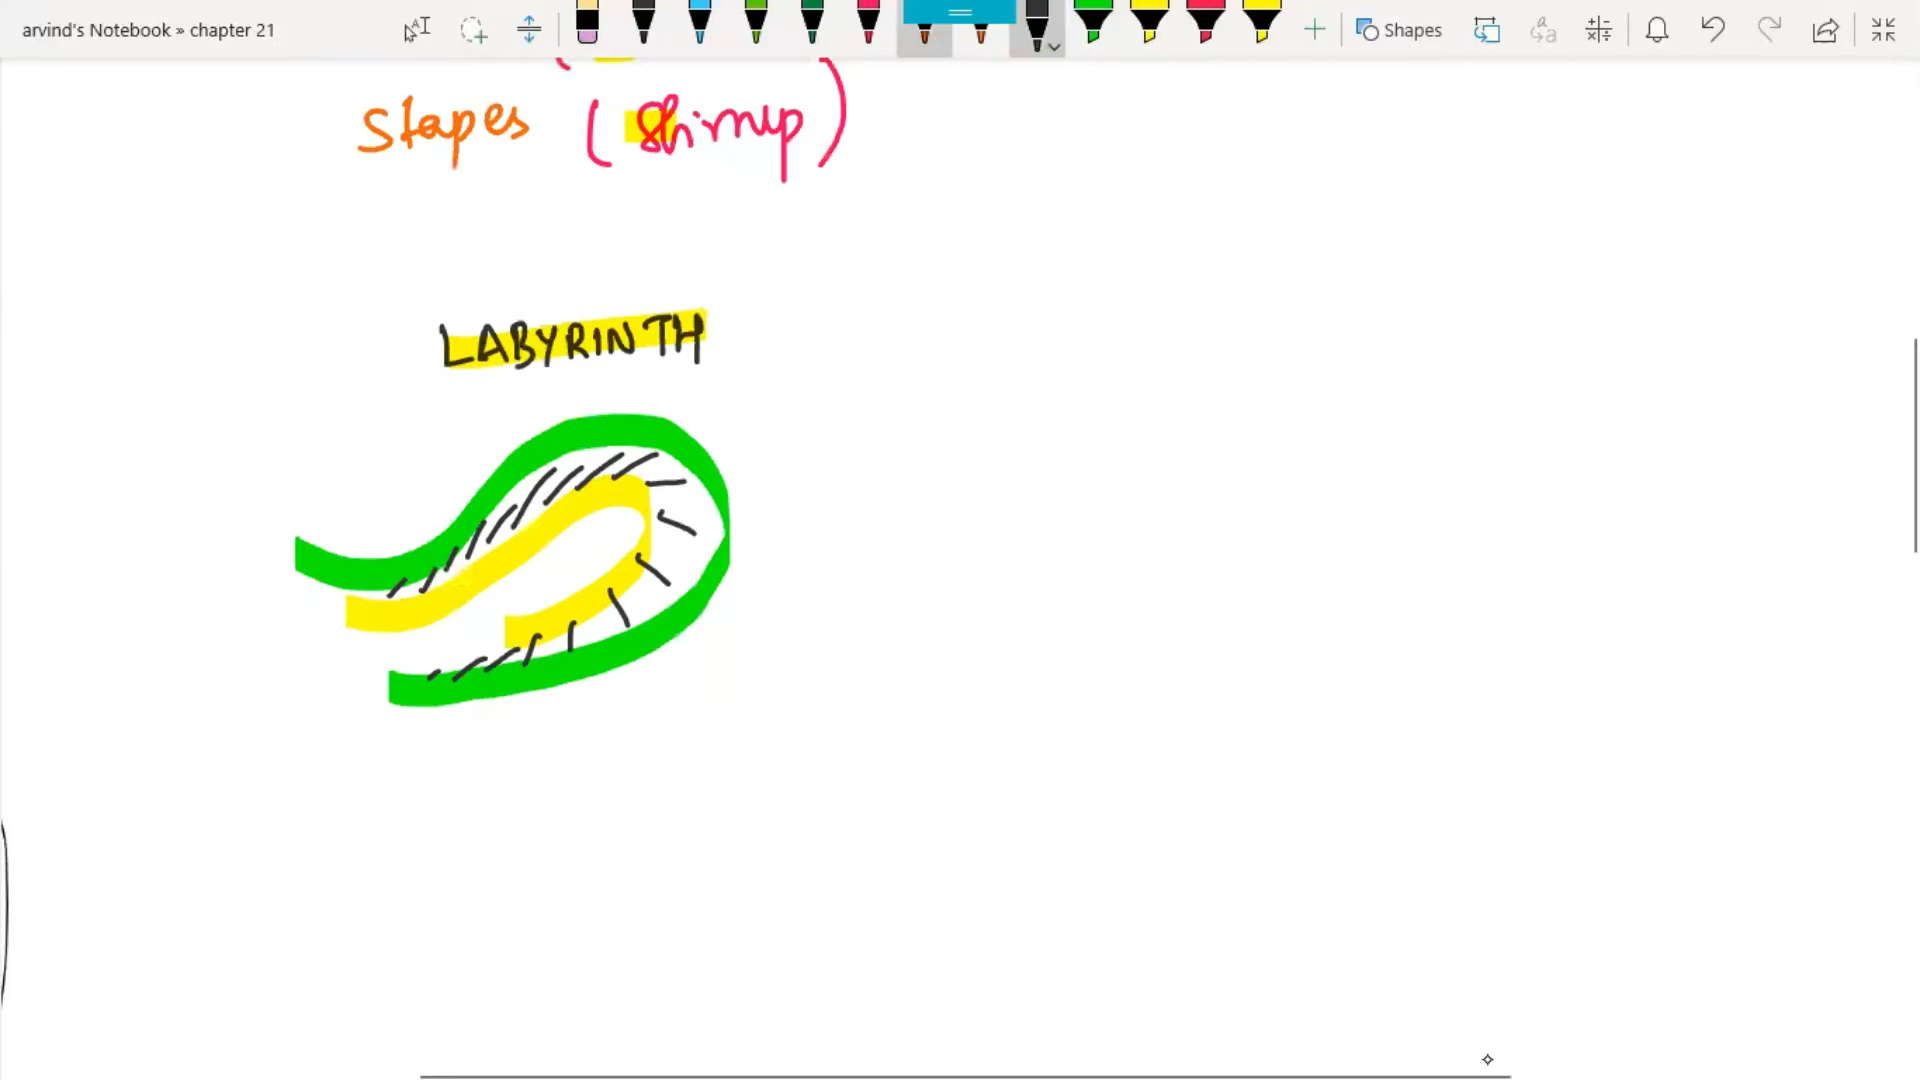 arvind's Notebook » chapter 21
Shapes
Stapes (Stirrup)
LABYRINTH